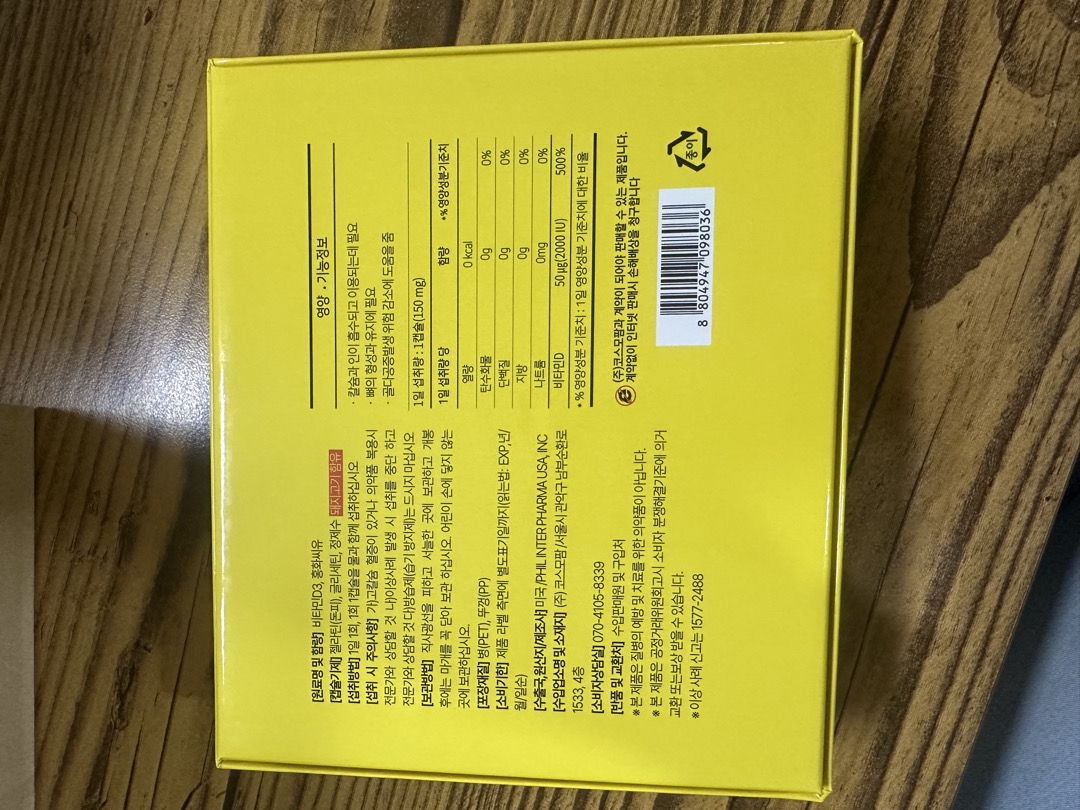 [원료명 및 함량] 비타민D3, 홍화씨유
[캡슐기제] 젤라틴(돈피), 글리세틴, 정제수 돼지고기 함유
[섭취방법] 1일 1회, 1회 1캡슐을 물과 함께 섭취하십시오
[섭취 시 주의사항] 가)고칼슘 혈증이 있거나 의약품 복용시
전문가와 상담할 것 나)이상사례 발생 시 섭취를 중단 하고
전문가와 상담할것 다)방습제(습기 방지제)는 드시지 마십시오
[보관방법] 직사광선을 피하고 서늘한 곳에 보관하고 개봉
후에는 마개를 꼭 닫아 보관 하십시오. 어린이 손에 닿지 않는
곳에 보관하십시오.
[포장재질] 병(PET), 뚜껑(PP)
[소비기한] 제품 라벨 측면에 별도표기일까지(읽는법: EXP,년/
월/일순)
[수출국,원산지/제조사] 미국/PHIL INTER PHARMA USA, INC
[수입업소명 및 소재지] (주) 코스모팜 /서울시 관악구 남부순환로
1533, 4층
[소비자상담실] 070-4105-8339
[반품 및 교환처] 수입판매원 및 구입처
※ 본 제품은 질병의 예방 및 치료를 위한 의약품이 아닙니다.
※ 본 제품은 공정거래위원회고시 소비자 분쟁해결기준에 의거
교환 또는보상 받을 수 있습니다.
※ 이상 사례 신고는 1577-2488
영양 · 기능정보
· 칼슘과 인이 흡수되고 이용되는데 필요
· 뼈의 형성과 유지에 필요
· 골다공증발생 위험 감소에 도움을 줌
1일 섭취량 : 1캡슐(150 mg)
1일 섭취량 당 함량 *%영양성분기준치
열량 0 kcal
탄수화물 0g 0%
단백질 0g 0%
지방 0g 0%
나트륨 0mg 0%
비타민D 50 µg(2000 IU) 500%
* % 영양성분 기준치 : 1일 영양성분 기준치에 대한 비율
(주)코스모팜과 계약이 되어야 판매할 수 있는 제품입니다.
계약없이 인터넷 판매시 손해배상을 청구합니다
8 804947 098036
종이